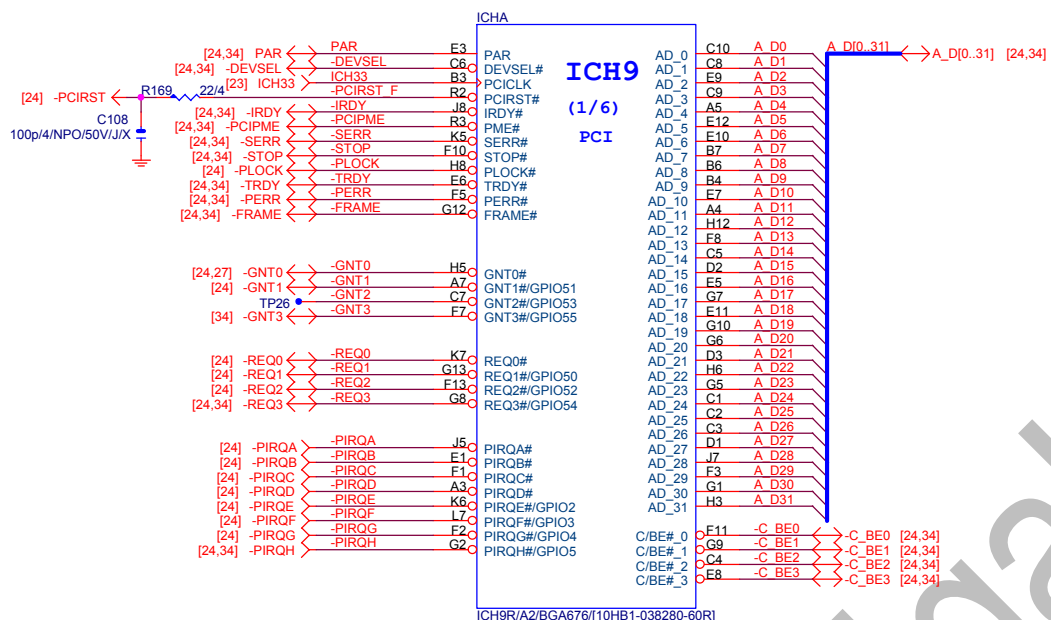 ICHA
[24,34] PAR PAR E3 PAR AD_0 C10 A_D0 A_D[0..31] A_D[0..31] [24,34]
[24,34] -DEVSEL -DEVSEL C6 DEVSEL# AD_1 C8 A_D1
[23] ICH33 ICH33 B3 PCICLK AD_2 E9 A_D2
[24] -PCIRST R169 22/4 -PCIRST_F R2 PCIRST# AD_3 C9 A_D3
[24,34] -IRDY -IRDY J8 IRDY# AD_4 A5 A_D4
[24,34] -PCIPME -PCIPME R3 PME# AD_5 E12 A_D5
[24,34] -SERR -SERR K5 SERR# AD_6 E10 A_D6
[24,34] -STOP -STOP F10 STOP# AD_7 B7 A_D7
[24] -PLOCK -PLOCK H8 PLOCK# AD_8 B6 A_D8
[24,34] -TRDY -TRDY E6 TRDY# AD_9 B4 A_D9
[24,34] -PERR -PERR F5 PERR# AD_10 E7 A_D10
[24,34] -FRAME -FRAME G12 FRAME# AD_11 A4 A_D11
C108
100p/4/NPO/50V/J/X
ICH9
(1/6)
PCI
AD_12 H12 A_D12
AD_13 F8 A_D13
AD_14 C5 A_D14
[24,27] -GNT0 -GNT0 H5 GNT0# AD_15 D2 A_D15
[24] -GNT1 -GNT1 A7 GNT1#/GPIO51 AD_16 E5 A_D16
TP26 -GNT2 C7 GNT2#/GPIO53 AD_17 G7 A_D17
[34] -GNT3 -GNT3 F7 GNT3#/GPIO55 AD_18 E11 A_D18
AD_19 G10 A_D19
AD_20 G6 A_D20
[24] -REQ0 -REQ0 K7 REQ0# AD_21 D3 A_D21
[24] -REQ1 -REQ1 G13 REQ1#/GPIO50 AD_22 H6 A_D22
[24] -REQ2 -REQ2 F13 REQ2#/GPIO52 AD_23 G5 A_D23
[24,34] -REQ3 -REQ3 G8 REQ3#/GPIO54 AD_24 C1 A_D24
AD_25 C2 A_D25
AD_26 C3 A_D26
[24] -PIRQA -PIRQA J5 PIRQA# AD_27 D1 A_D27
[24] -PIRQB -PIRQB E1 PIRQB# AD_28 J7 A_D28
[24] -PIRQC -PIRQC F1 PIRQC# AD_29 F3 A_D29
[24] -PIRQD -PIRQD A3 PIRQD# AD_30 G1 A_D30
[24] -PIRQE -PIRQE K6 PIRQE#/GPIO2 AD_31 H3 A_D31
[24] -PIRQF -PIRQF L7 PIRQF#/GPIO3
[24] -PIRQG -PIRQG F2 PIRQG#/GPIO4 C/BE#_0 F11 -C_BE0 -C_BE0 [24,34]
[24,34] -PIRQH -PIRQH G2 PIRQH#/GPIO5 C/BE#_1 G9 -C_BE1 -C_BE1 [24,34]
C/BE#_2 C4 -C_BE2 -C_BE2 [24,34]
C/BE#_3 E8 -C_BE3 -C_BE3 [24,34]
ICH9R/A2/BGA676/[10HB1-038280-60R]